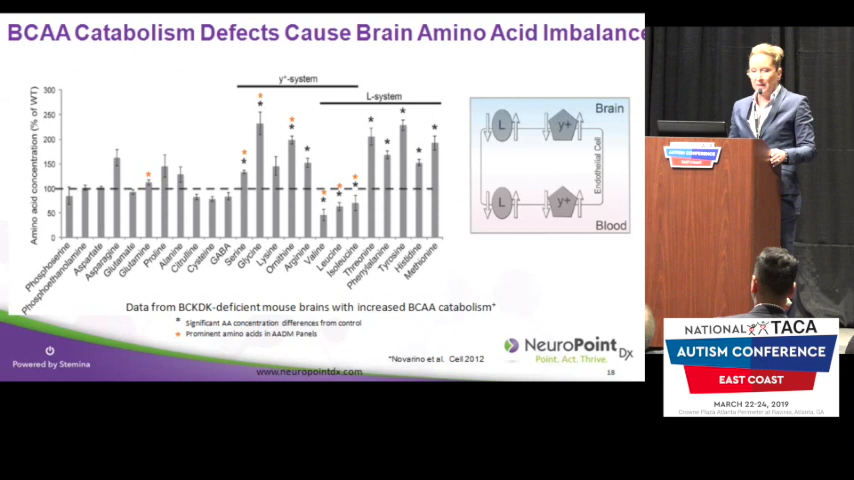 BCAA Catabolism Defects Cause Brain Amino Acid Imbalance
y⁺-system
L-system
Amino acid concentration (% of WT)
300
250
200
150
100
50
0
Phosphoserine
Phosphoethanolamine
Aspartate
Asparagine
Glutamate
Glutamine
Proline
Alanine
Citrulline
Cysteine
GABA
Serine
Glycine
Lysine
Ornithine
Arginine
Valine
Leucine
Isoleucine
Threonine
Phenylalanine
Tyrosine
Histidine
Methionine
Brain
L
y+
Endothelial Cell
L
y+
Blood
Data from BCKDK-deficient mouse brains with increased BCAA catabolism⁺
* Significant AA concentration differences from control
* Prominent amino acids in AADM Panels
Powered by Stemina
NeuroPoint Dx
Point. Act. Thrive.
*Novarino et al. Cell 2012
www.neuropointdx.com
18
AUTISM CONFERENCE
EAST COAST
NATIONAL TACA
AUTISM CONFERENCE
EAST COAST
MARCH 22-24, 2019
Crowne Plaza Atlanta Perimeter at Ravinia, Atlanta, GA